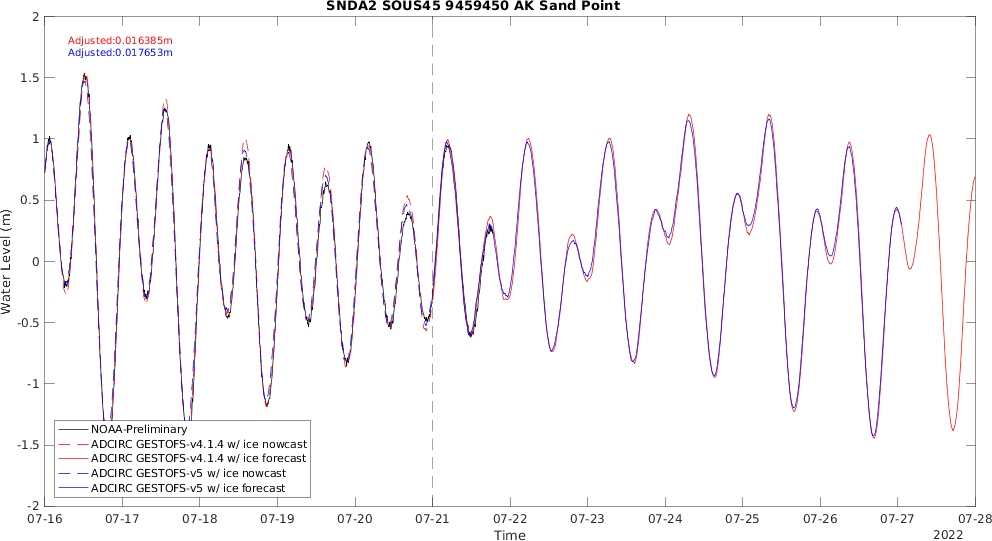 SNDA2 SOUS45 9459450 AK Sand Point
Adjusted:0.016385m
Adjusted:0.017653m
2
1.5
1
0.5
0
-0.5
-1
-1.5
-2
Water Level (m)
NOAA-Preliminary
ADCIRC GESTOFS-v4.1.4 w/ ice nowcast
ADCIRC GESTOFS-v4.1.4 w/ ice forecast
ADCIRC GESTOFS-v5 w/ ice nowcast
ADCIRC GESTOFS-v5 w/ ice forecast
07-16 07-17 07-18 07-19 07-20 07-21 07-22 07-23 07-24 07-25 07-26 07-27 07-28
Time
2022